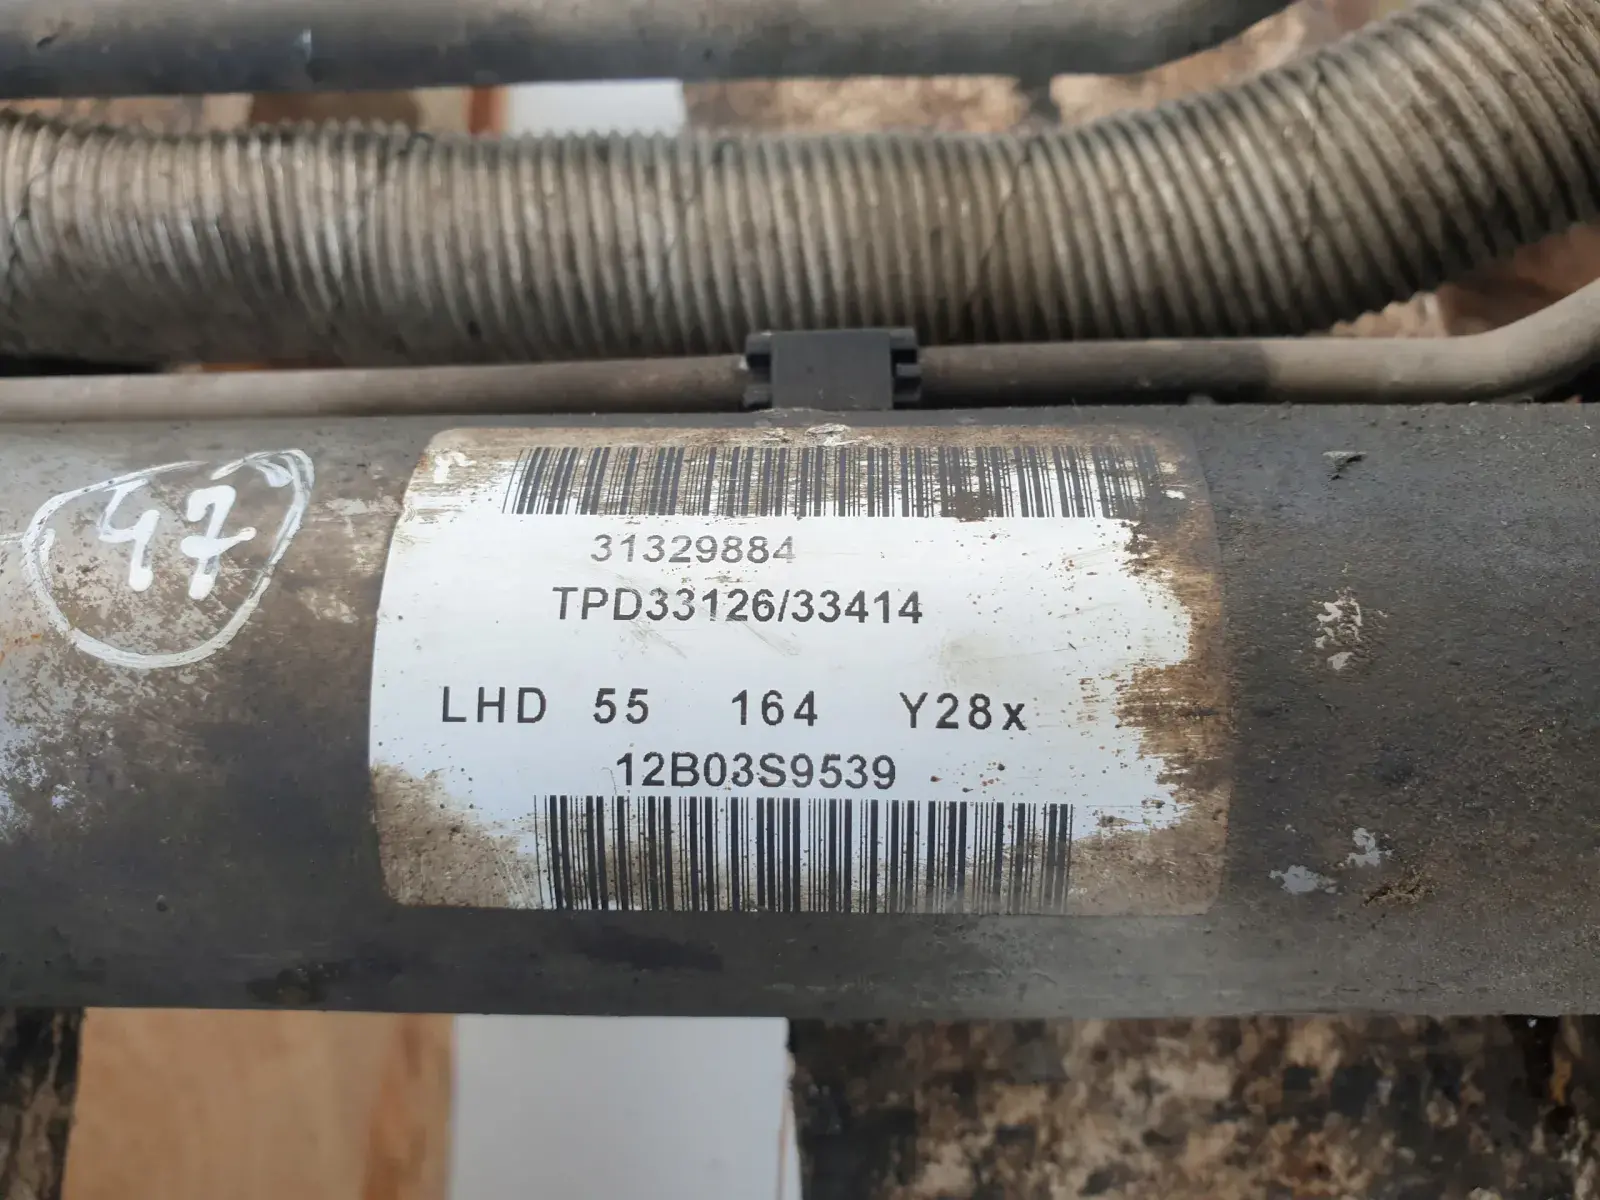 47
31329884
TPD33126/33414
LHD 55 164 Y28x
12B03S9539